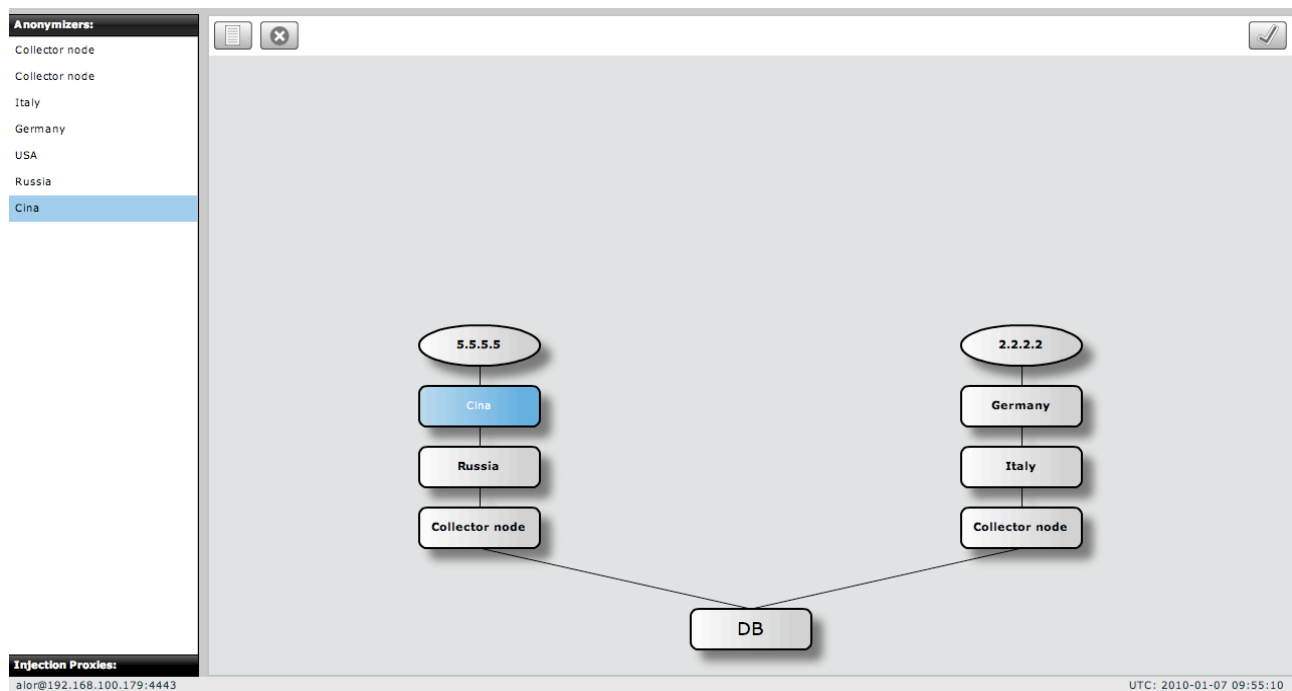 Anonymizers:
Collector node
Collector node
Italy
Germany
USA
Russia
Cina
5.5.5.5
2.2.2.2
Cina
Germany
Russia
Italy
Collector node
Collector node
DB
Injection Proxies:
alor@192.168.100.179:4443
UTC: 2010-01-07 09:55:10